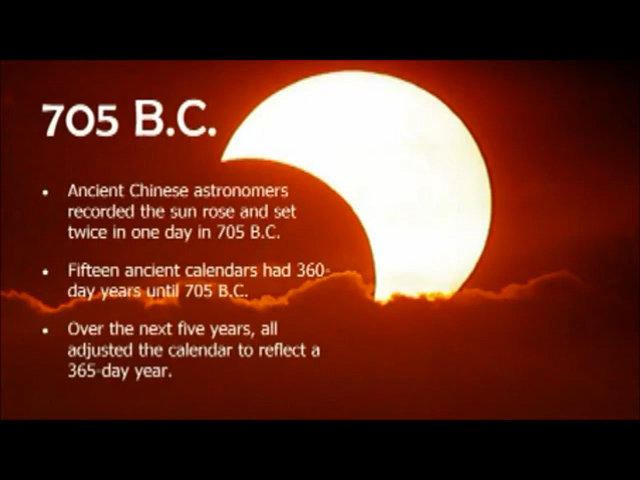 705 B.C.
• Ancient Chinese astronomers
recorded the sun rose and set
twice in one day in 705 B.C.
• Fifteen ancient calendars had 360-
day years until 705 B.C.
• Over the next five years, all
adjusted the calendar to reflect a
365-day year.